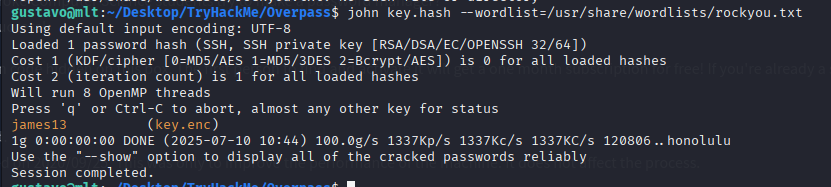 gustavo@mlt:~/Desktop/TryHackMe/Overpass$ john key.hash --wordlist=/usr/share/wordlists/rockyou.txt
Using default input encoding: UTF-8
Loaded 1 password hash (SSH, SSH private key [RSA/DSA/EC/OPENSSH 32/64])
Cost 1 (KDF/cipher [0=MD5/AES 1=MD5/3DES 2=Bcrypt/AES]) is 0 for all loaded hashes
Cost 2 (iteration count) is 1 for all loaded hashes
Will run 8 OpenMP threads
Press 'q' or Ctrl-C to abort, almost any other key for status
james13 (key.enc)
1g 0:00:00:00 DONE (2025-07-10 10:44) 100.0g/s 1337Kp/s 1337Kc/s 1337KC/s 120806..honolulu
Use the "--show" option to display all of the cracked passwords reliably
Session completed.
gustavo@mlt:~/Desktop/TryHackMe/Overpass$